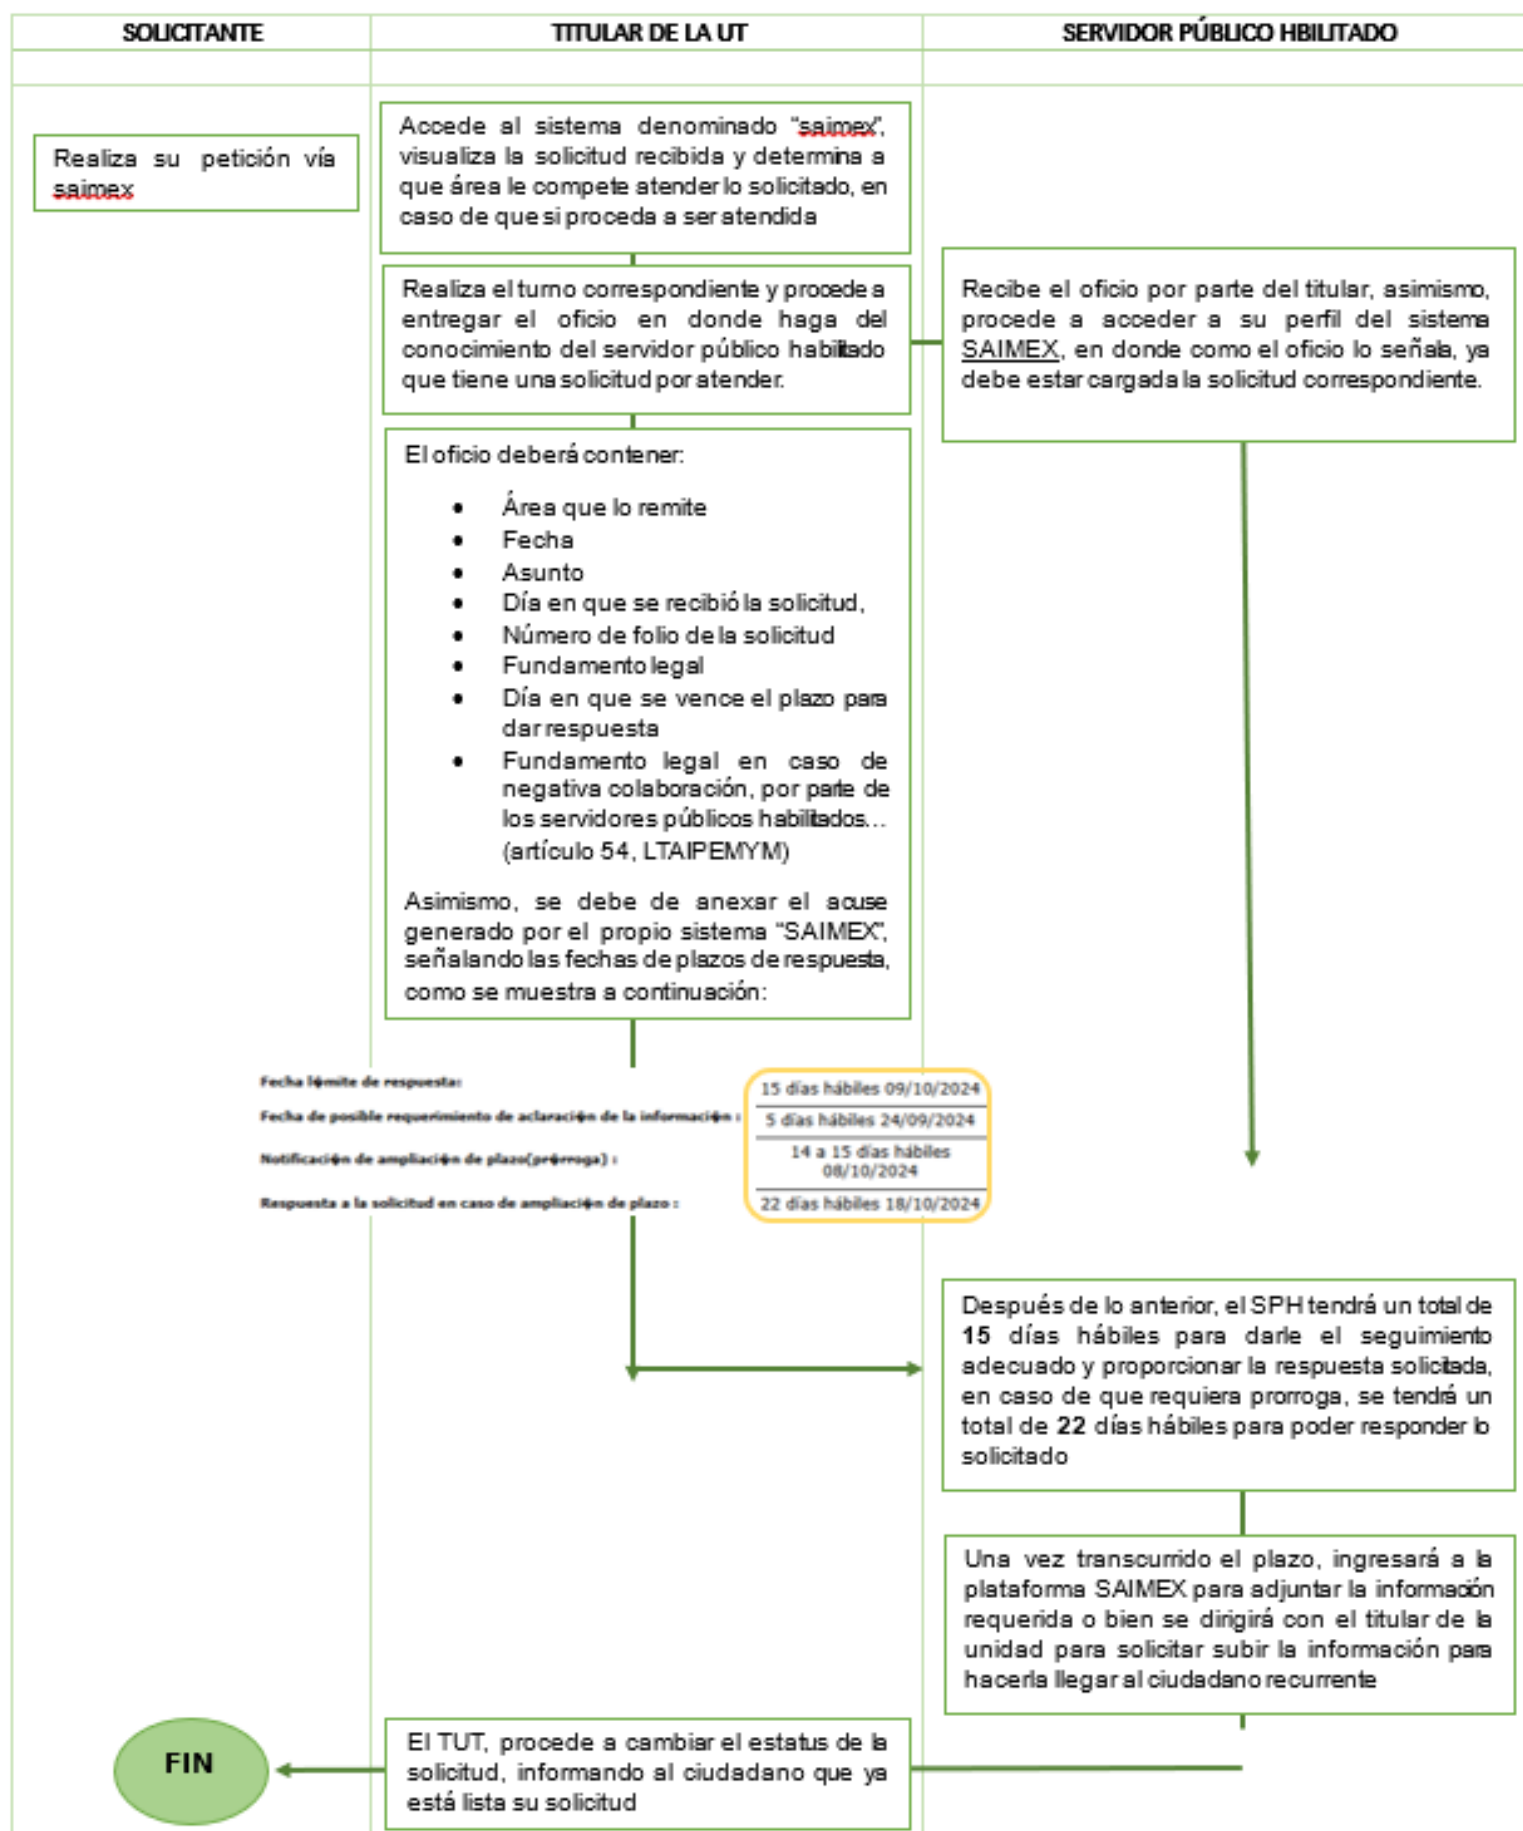 SOLICITANTE
TITULAR DE LA UT
SERVIDOR PÚBLICO HBILITADO
Realiza su petición vía
saimex
Accede al sistema denominado "saimex",
visualiza la solicitud recibida y determina a
que área le compete atender lo solicitado, en
caso de que si proceda a ser atendida
Realiza el turno correspondiente y procede a
entregar el oficio en donde haga del
conocimiento del servidor público habilitado
que tiene una solicitud por atender.
Recibe el oficio por parte del titular, asimismo,
procede a acceder a su perfil del sistema
SAIMEX, en donde como el oficio lo señala, ya
debe estar cargada la solicitud correspondiente.
El oficio deberá contener:
• Área que lo remite
• Fecha
• Asunto
• Día en que se recibió la solicitud,
• Número de folio de la solicitud
• Fundamento legal
• Día en que se vence el plazo para
dar respuesta
• Fundamento legal en caso de
negativa colaboración, por parte de
los servidores públicos habilitados...
(artículo 54, LTAIPEMYM)
Asimismo, se debe de anexar el acuse
generado por el propio sistema "SAIMEX",
señalando las fechas de plazos de respuesta,
como se muestra a continuación:
Fecha l�mite de respuesta:
15 días hábiles 09/10/2024
Fecha de posible requerimiento de aclaraci�n de la informaci�n :
5 días hábiles 24/09/2024
Notificaci�n de ampliaci�n de plazo(pr�rroga) :
14 a 15 días hábiles
08/10/2024
Respuesta a la solicitud en caso de ampliaci�n de plazo :
22 días hábiles 18/10/2024
Después de lo anterior, el SPH tendrá un total de
15 días hábiles para darle el seguimiento
adecuado y proporcionar la respuesta solicitada,
en caso de que requiera prorroga, se tendrá un
total de 22 días hábiles para poder responder lo
solicitado
Una vez transcurrido el plazo, ingresará a la
plataforma SAIMEX para adjuntar la información
requerida o bien se dirigirá con el titular de la
unidad para solicitar subir la información para
hacerla llegar al ciudadano recurrente
El TUT, procede a cambiar el estatus de la
solicitud, informando al ciudadano que ya
está lista su solicitud
FIN